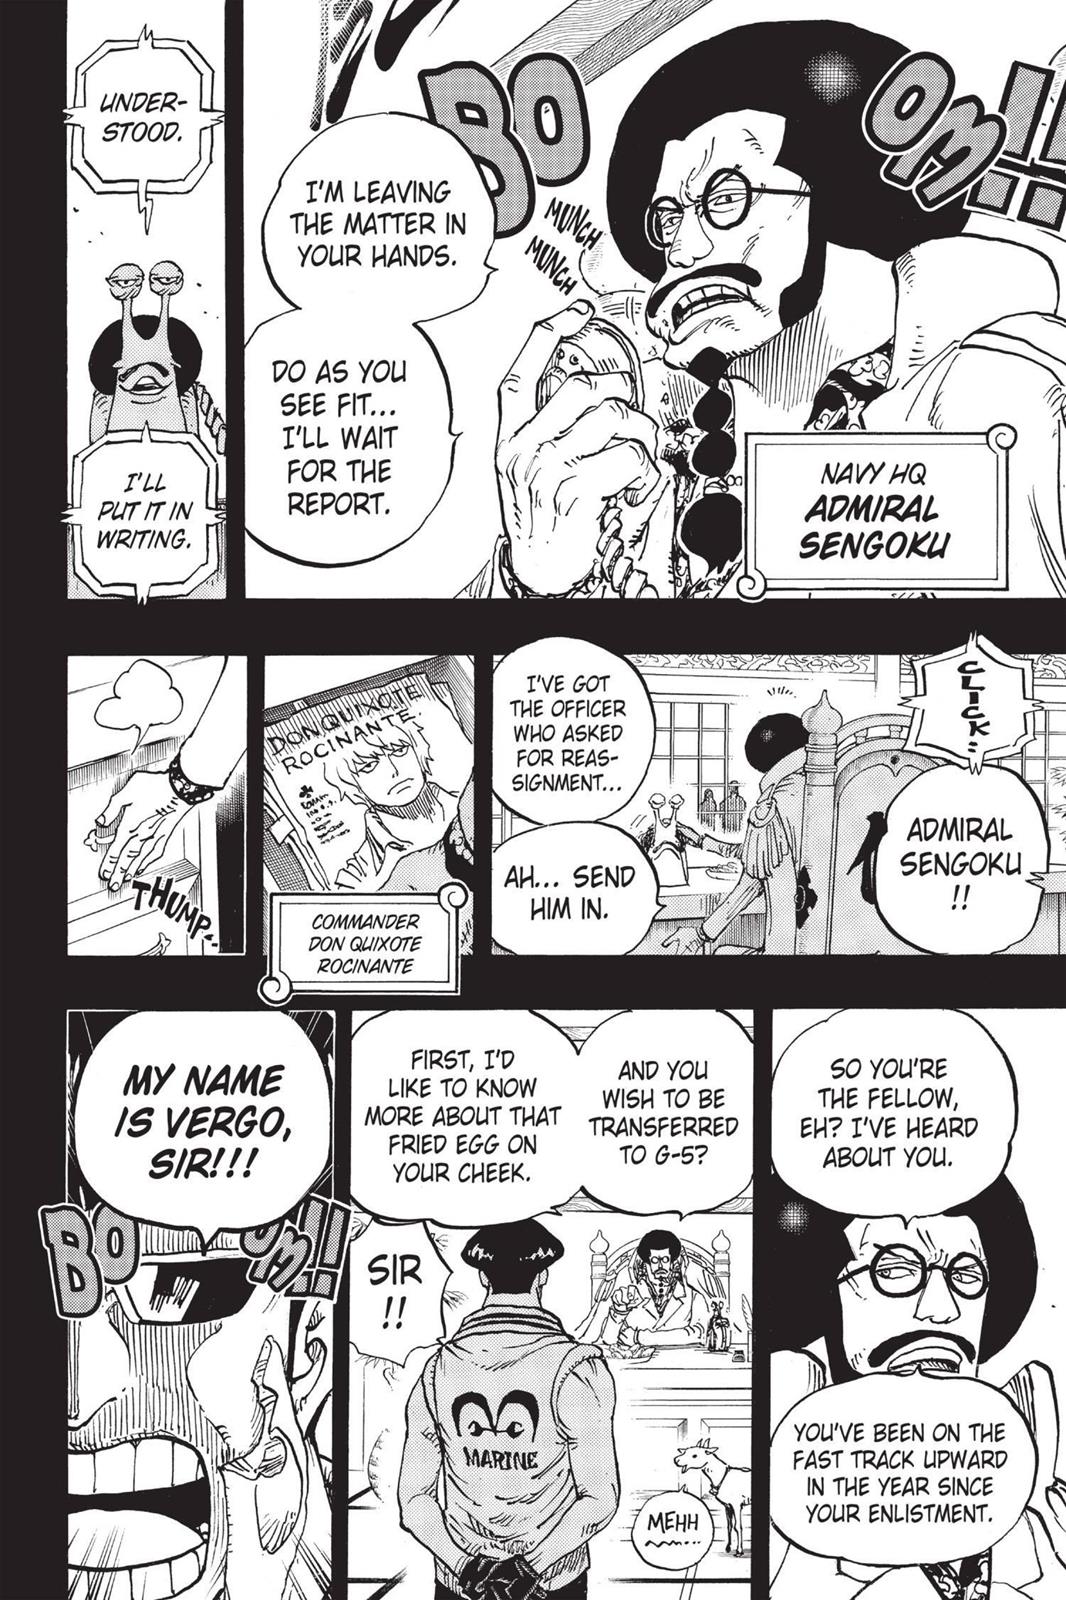 BOOM!!
MUNCH
MUNCH
I'M LEAVING
THE MATTER IN
YOUR HANDS.
DO AS YOU
SEE FIT...
I'LL WAIT
FOR THE
REPORT.
NAVY HQ
ADMIRAL
SENGOKU
UNDER-
STOOD.
I'LL
PUT IT IN
WRITING.
CLICK...
ADMIRAL
SENGOKU
!!
I'VE GOT
THE OFFICER
WHO ASKED
FOR REAS-
SIGNMENT...
AH... SEND
HIM IN.
DON QUIXOTE
ROCINANTE
COMMANDER
DON QUIXOTE
ROCINANTE
THUMP...
SO YOU'RE
THE FELLOW,
EH? I'VE HEARD
ABOUT YOU.
YOU'VE BEEN ON THE
FAST TRACK UPWARD
IN THE YEAR SINCE
YOUR ENLISTMENT.
AND YOU
WISH TO BE
TRANSFERRED
TO G-5?
FIRST, I'D
LIKE TO KNOW
MORE ABOUT THAT
FRIED EGG ON
YOUR CHEEK.
SIR
!!
MARINE
MEHH
MY NAME
IS VERGO,
SIR!!!
BOOM!!